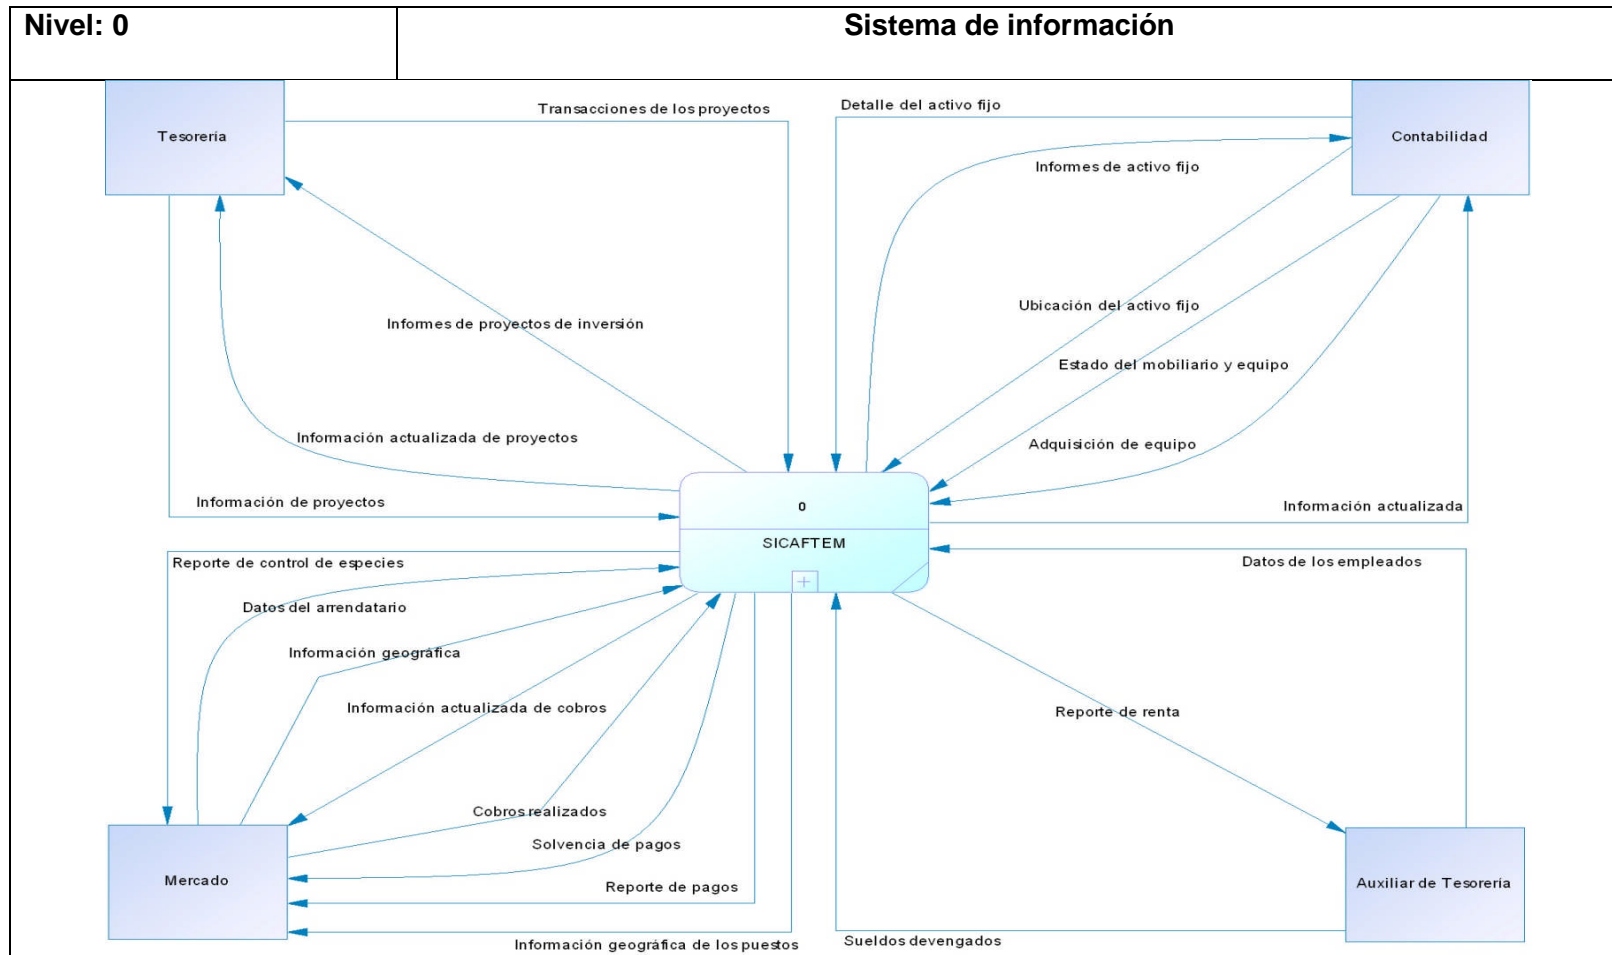 Nivel: 0
Sistema de información
Tesorería
Transacciones de los proyectos
Detalle del activo fijo
Contabilidad
Informes de activo fijo
Informes de proyectos de inversión
Ubicación del activo fijo
Estado del mobiliario y equipo
Información actualizada de proyectos
Adquisición de equipo
Información de proyectos
0
Información actualizada
SICAFTEM
Reporte de control de especies
Datos de los empleados
Datos del arrendatario
Información geográfica
Información actualizada de cobros
Reporte de renta
Cobros realizados
Solvencia de pagos
Mercado
Reporte de pagos
Auxiliar de Tesorería
Información geográfica de los puestos
Sueldos devengados